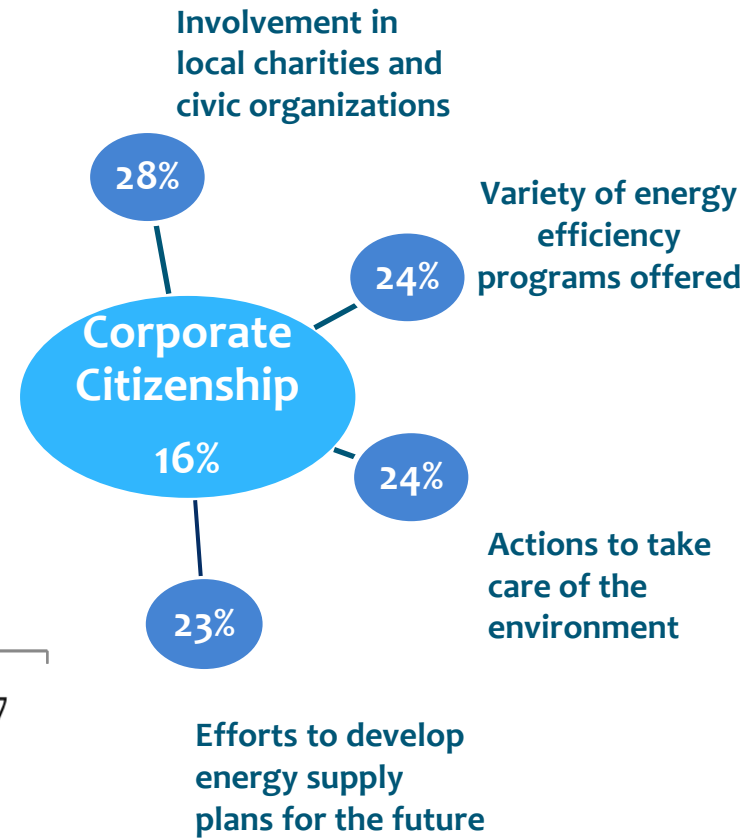 Involvement in
local charities and
civic organizations
28%
Variety of energy
efficiency
programs offered
24%
Corporate
Citizenship
16%
24%
Actions to take
care of the
environment
23%
Efforts to develop
energy supply
plans for the future